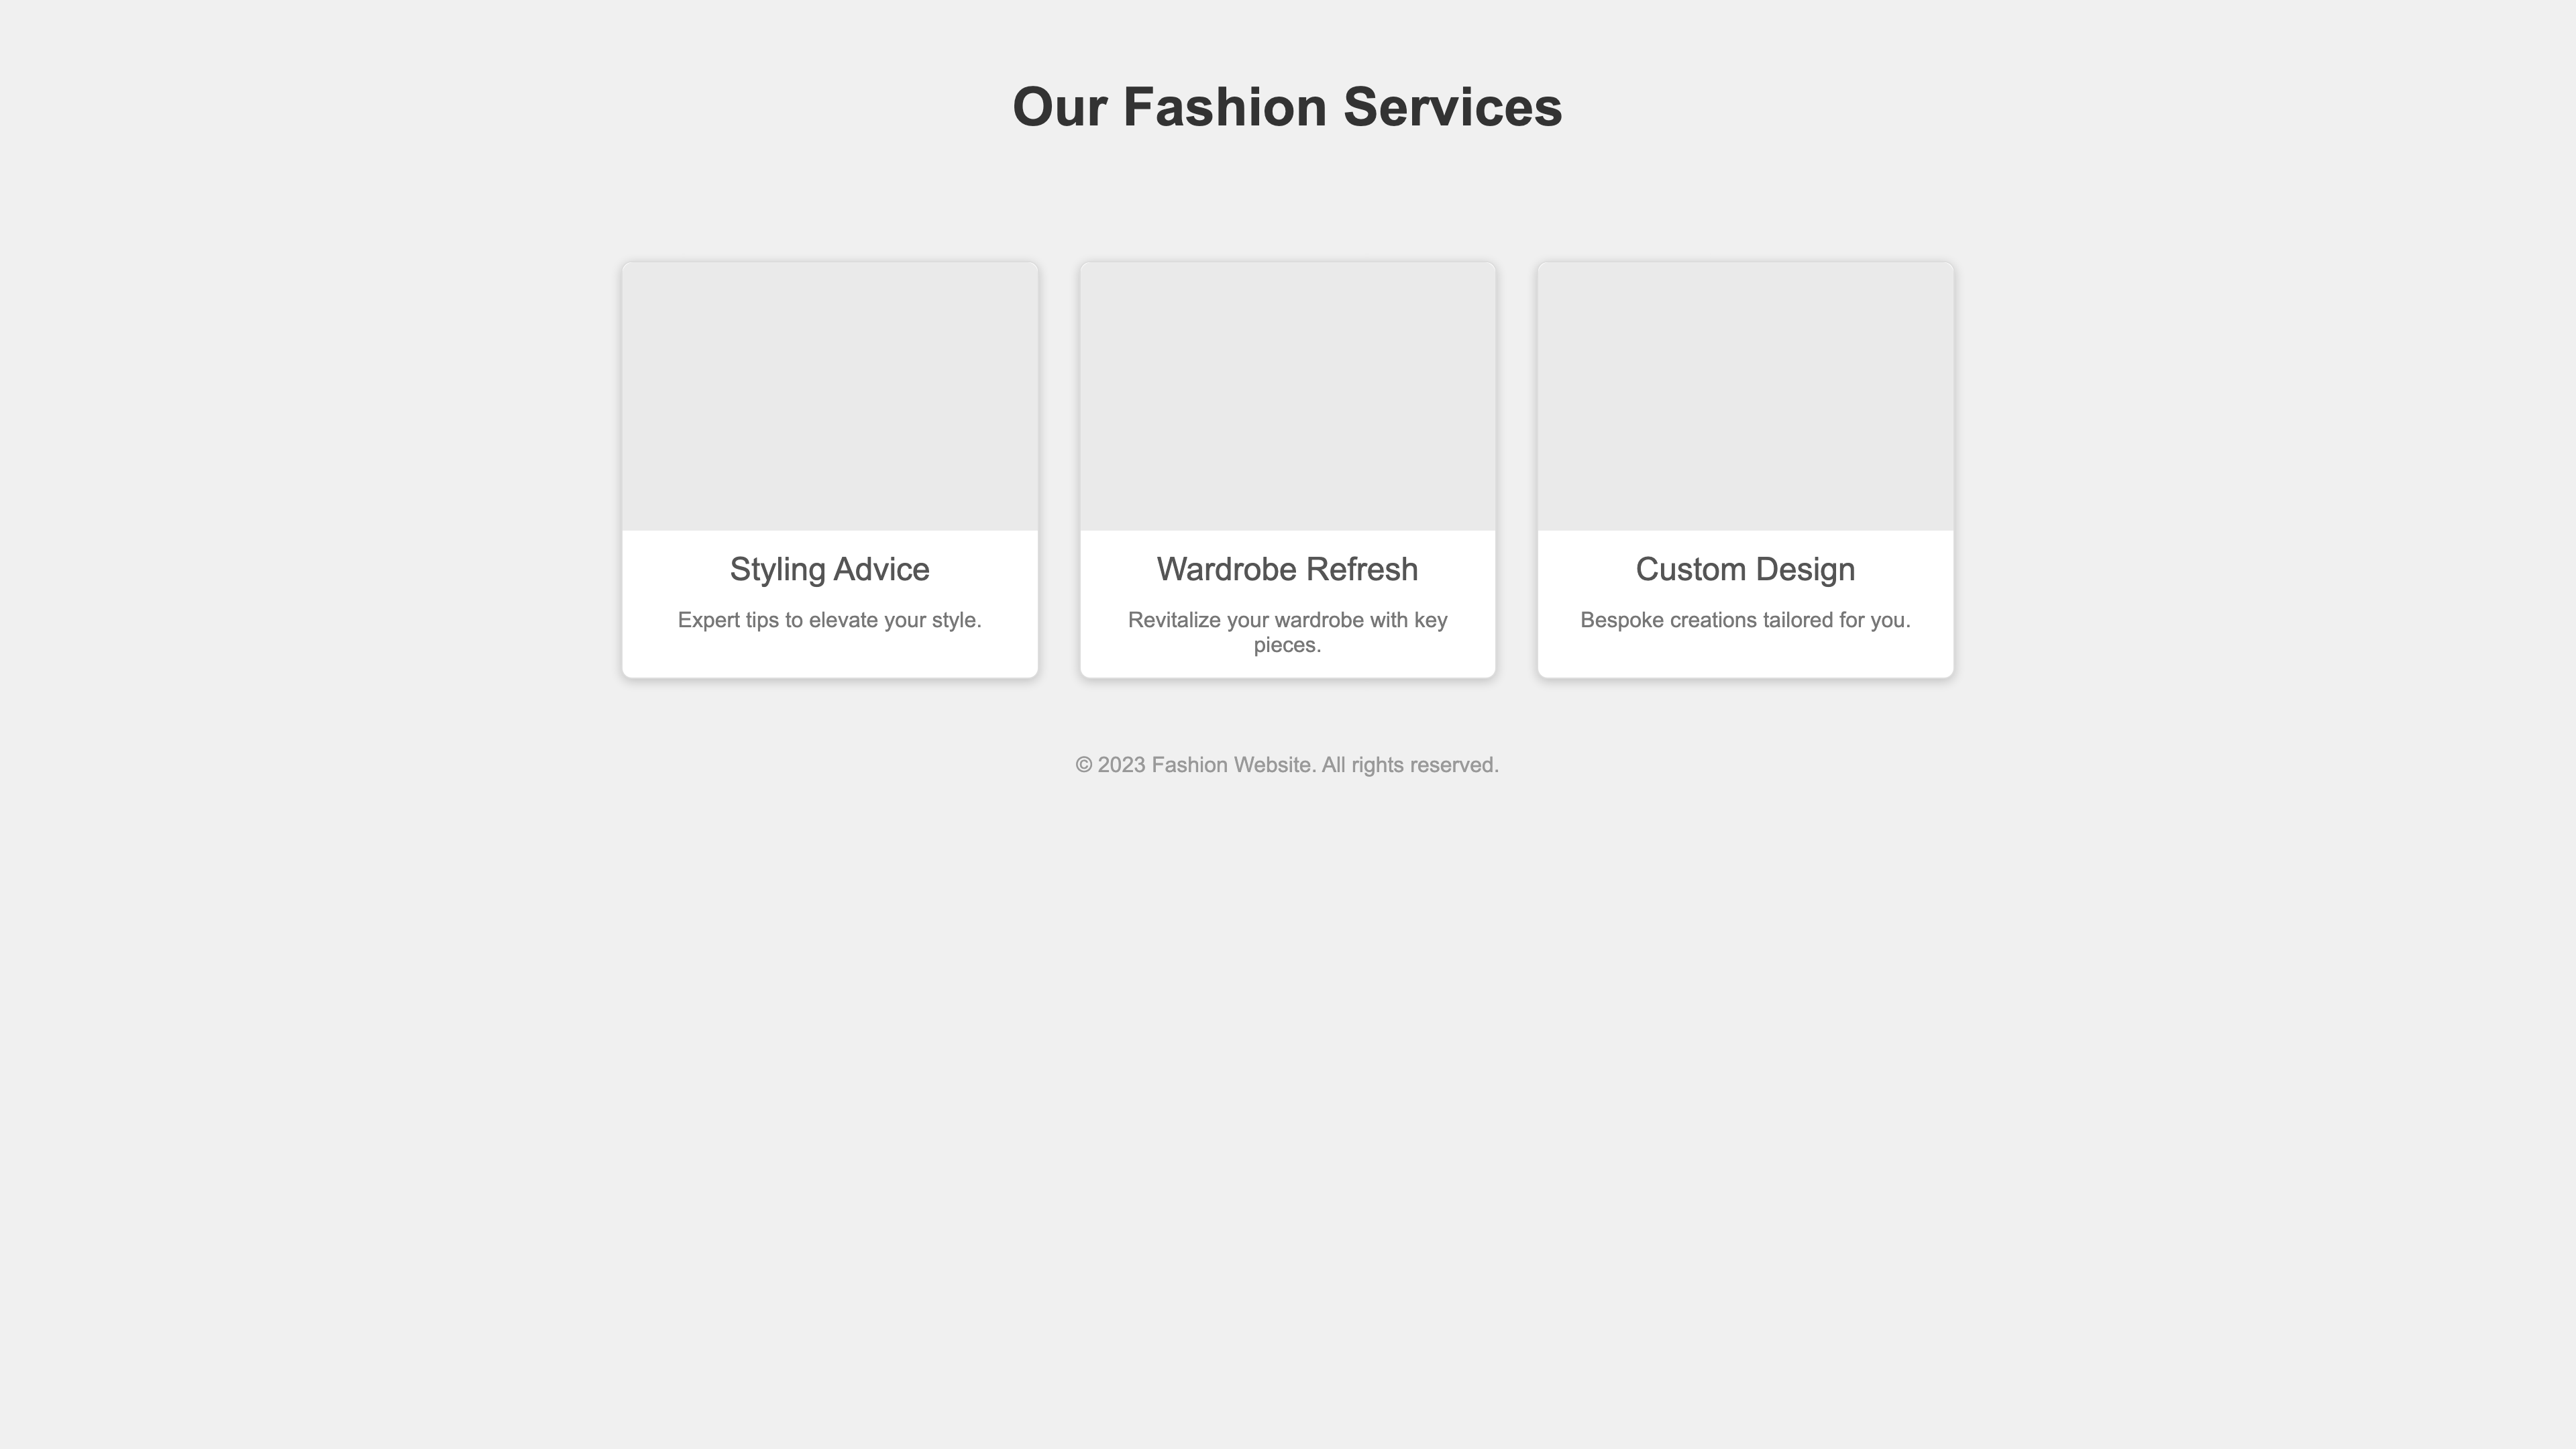 Our Fashion Services
Styling Advice
Expert tips to elevate your style.
Wardrobe Refresh
Revitalize your wardrobe with key
pieces.
Custom Design
Bespoke creations tailored for you.
© 2023 Fashion Website. All rights reserved.